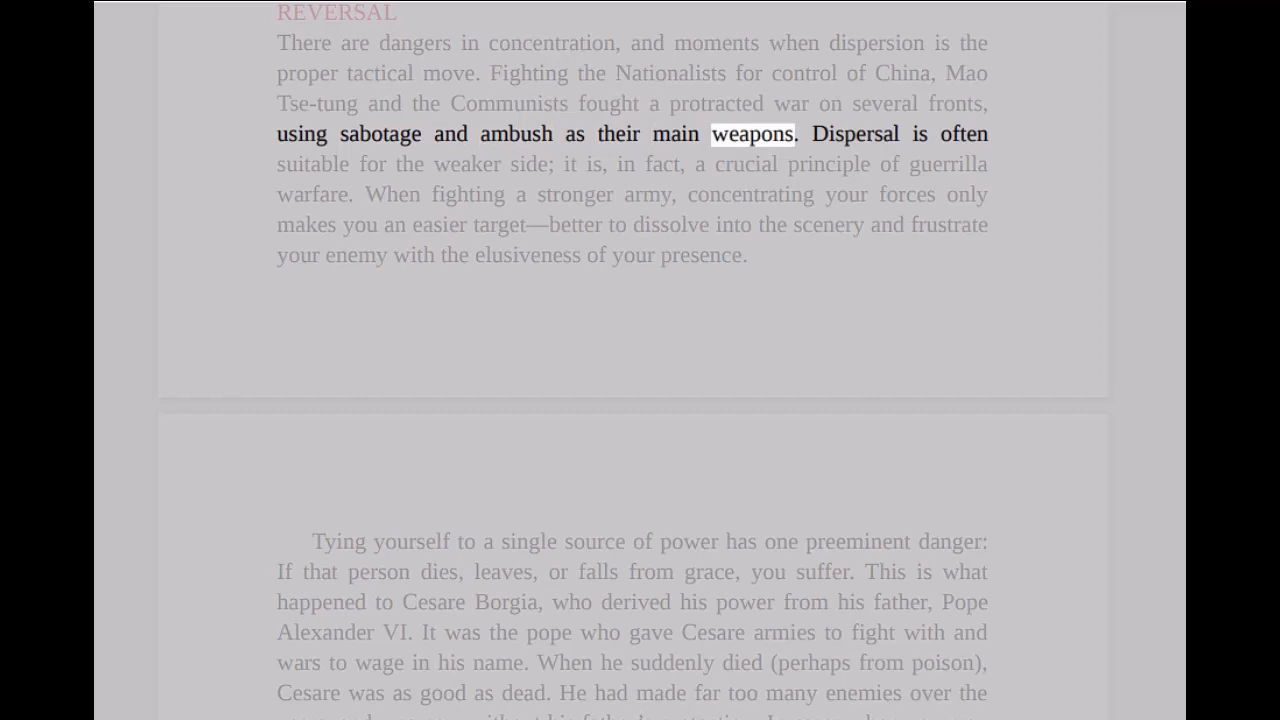 REVERSAL
There are dangers in concentration, and moments when dispersion is the
proper tactical move. Fighting the Nationalists for control of China, Mao
Tse-tung and the Communists fought a protracted war on several fronts,
using sabotage and ambush as their main weapons. Dispersal is often
suitable for the weaker side; it is, in fact, a crucial principle of guerrilla
warfare. When fighting a stronger army, concentrating your forces only
makes you an easier target—better to dissolve into the scenery and frustrate
your enemy with the elusiveness of your presence.
Tying yourself to a single source of power has one preeminent danger:
If that person dies, leaves, or falls from grace, you suffer. This is what
happened to Cesare Borgia, who derived his power from his father, Pope
Alexander VI. It was the pope who gave Cesare armies to fight with and
wars to wage in his name. When he suddenly died (perhaps from poison),
Cesare was as good as dead. He had made far too many enemies over the